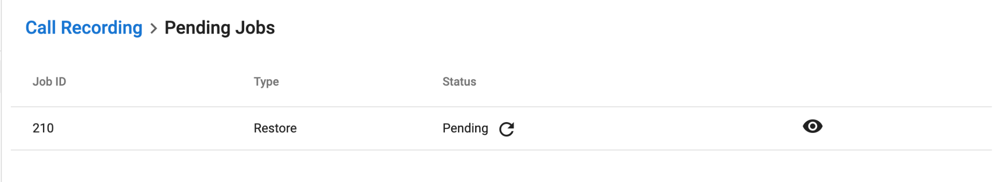 Call Recording > Pending Jobs
Job ID Type Status
210 Restore Pending